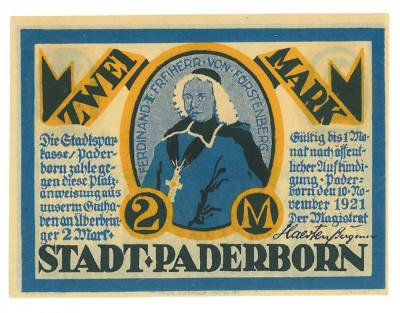 ZWEI MARK
FERDINAND II FREIHERR·VON·FÜRSTENBERG
Die Stadtspar
kasse/Pader-
born zahle ge-
gen diese Platz-
anweisung aus
unserm Gutha-
ben an Überbrin-
ger 2 Mark·
Gültig bis 1 Mo-
nat nach öffent-
licher Aufkündi-
gung·Pader-
born den 10·No-
vember 1921
Der Magistrat
2 M
STADT·PADERBORN